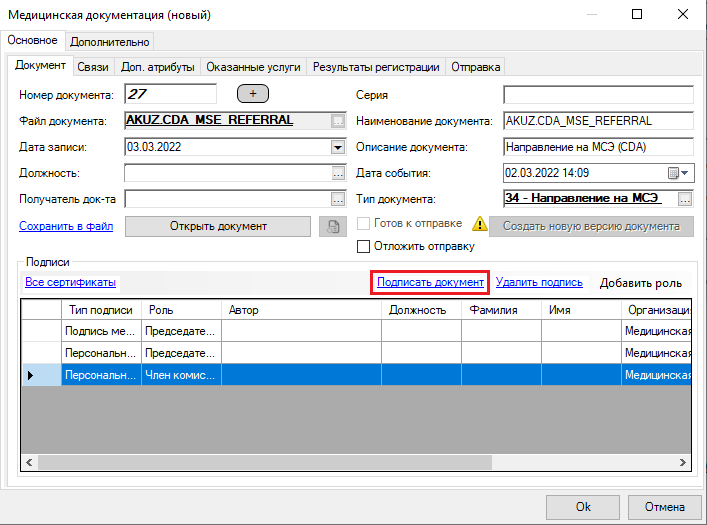 Медицинская документация (новый)
Основное Дополнительно
Документ Связи Доп. атрибуты Оказанные услуги Результаты регистрации Отправка
Номер документа: 27 + Серия
Файл документа: AKUZ.CDA_MSE_REFERRAL ... Наименование документа: AKUZ.CDA_MSE_REFERRAL
Дата записи: 03.03.2022 Описание документа: Направление на МСЭ (CDA)
Должность: ... Дата события: 02.03.2022 14:09
Получатель док-та ... Тип документа: 34 - Направление на МСЭ ...
Сохранить в файл Открыть документ Готов к отправке Создать новую версию документа
Отложить отправку
Подписи
Все сертификаты Подписать документ Удалить подпись Добавить роль
Тип подписи Роль Автор Должность Фамилия Имя Организация
Подпись ме... Председате... Медицинская
Персональн... Председате... Медицинская
Персональн... Член комис... Медицинская
Ok Отмена